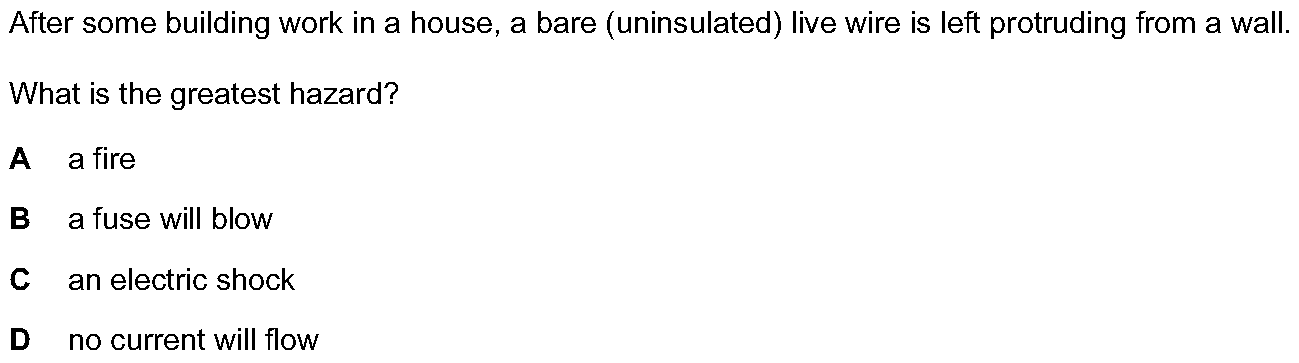 After some building work in a house, a bare (uninsulated) live wire is left protruding from a wall.
What is the greatest hazard?
A a fire
B a fuse will blow
C an electric shock
D no current will flow